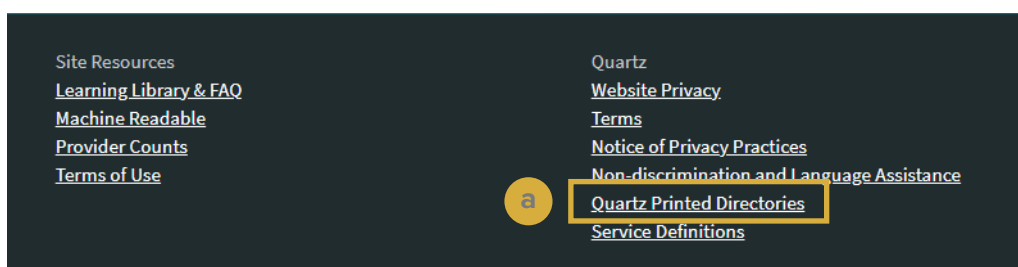 Site Resources
Learning Library & FAQ
Machine Readable
Provider Counts
Terms of Use
Quartz
Website Privacy
Terms
Notice of Privacy Practices
Non-discrimination and Language Assistance
a
Quartz Printed Directories
Service Definitions